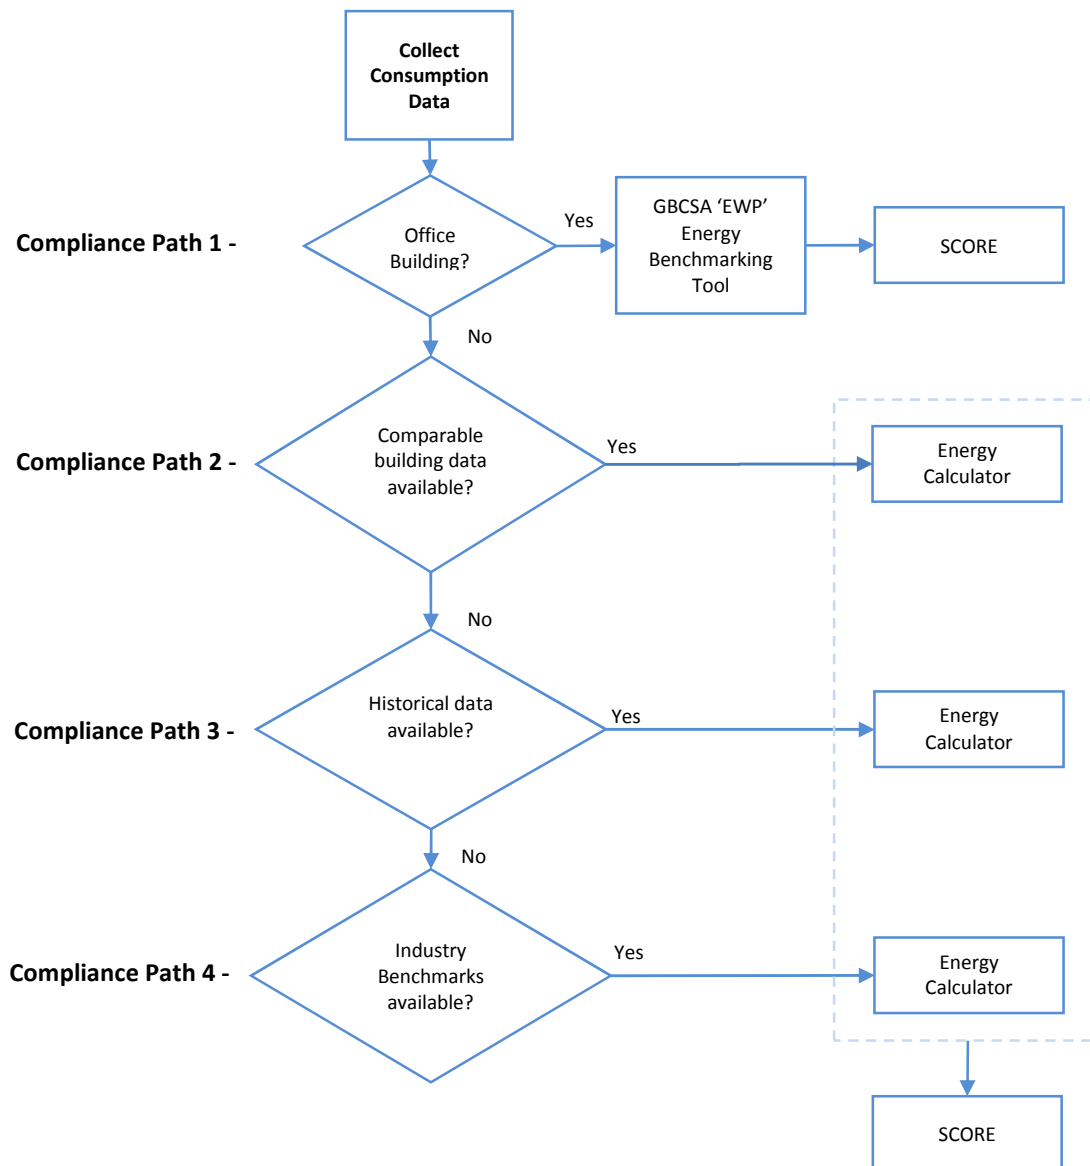 Collect
Consumption
Data
Compliance Path 1 -
Office
Building?
Yes
GBCSA ‘EWP’
Energy
Benchmarking
Tool
SCORE
No
Compliance Path 2 -
Comparable
building data
available?
Yes
Energy
Calculator
No
Compliance Path 3 -
Historical data
available?
Yes
Energy
Calculator
No
Compliance Path 4 -
Industry
Benchmarks
available?
Yes
Energy
Calculator
SCORE